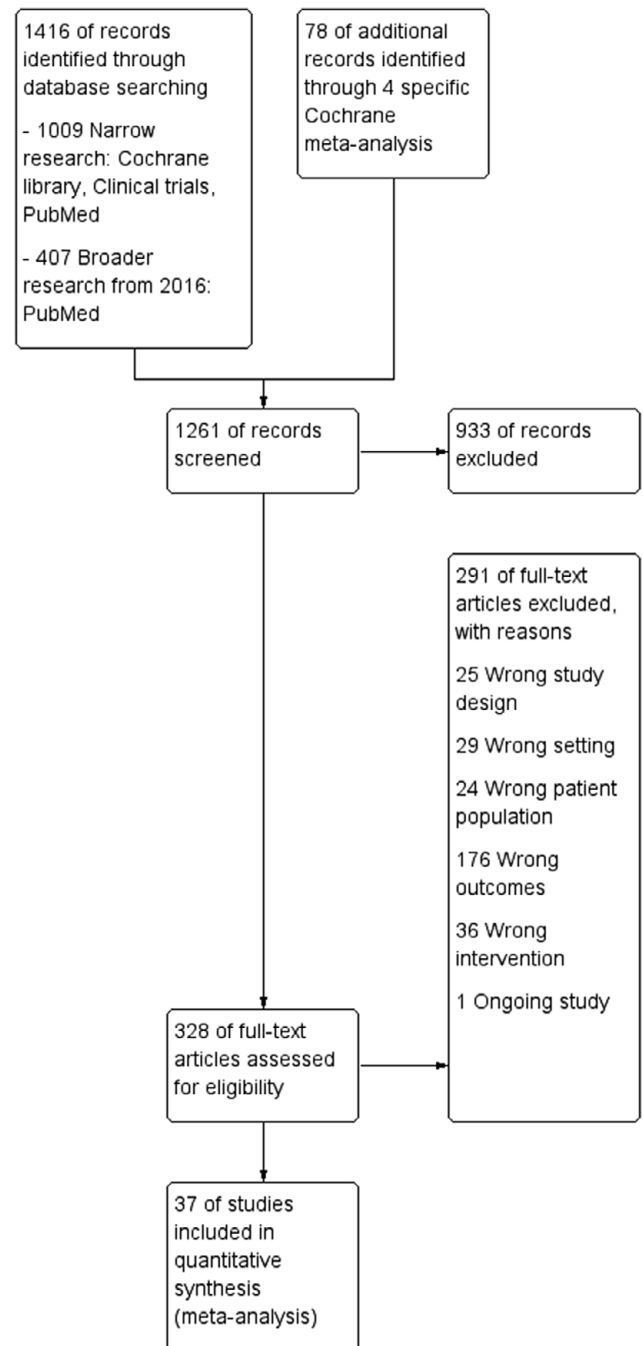 1416 of records
identified through
database searching
- 1009 Narrow
research: Cochrane
library, Clinical trials,
PubMed
- 407 Broader
research from 2016:
PubMed
78 of additional
records identified
through 4 specific
Cochrane
meta-analysis
1261 of records
screened
933 of records
excluded
291 of full-text
articles excluded,
with reasons
25 Wrong study
design
29 Wrong setting
24 Wrong patient
population
176 Wrong
outcomes
36 Wrong
intervention
1 Ongoing study
328 of full-text
articles assessed
for eligibility
37 of studies
included in
quantitative
synthesis
(meta-analysis)